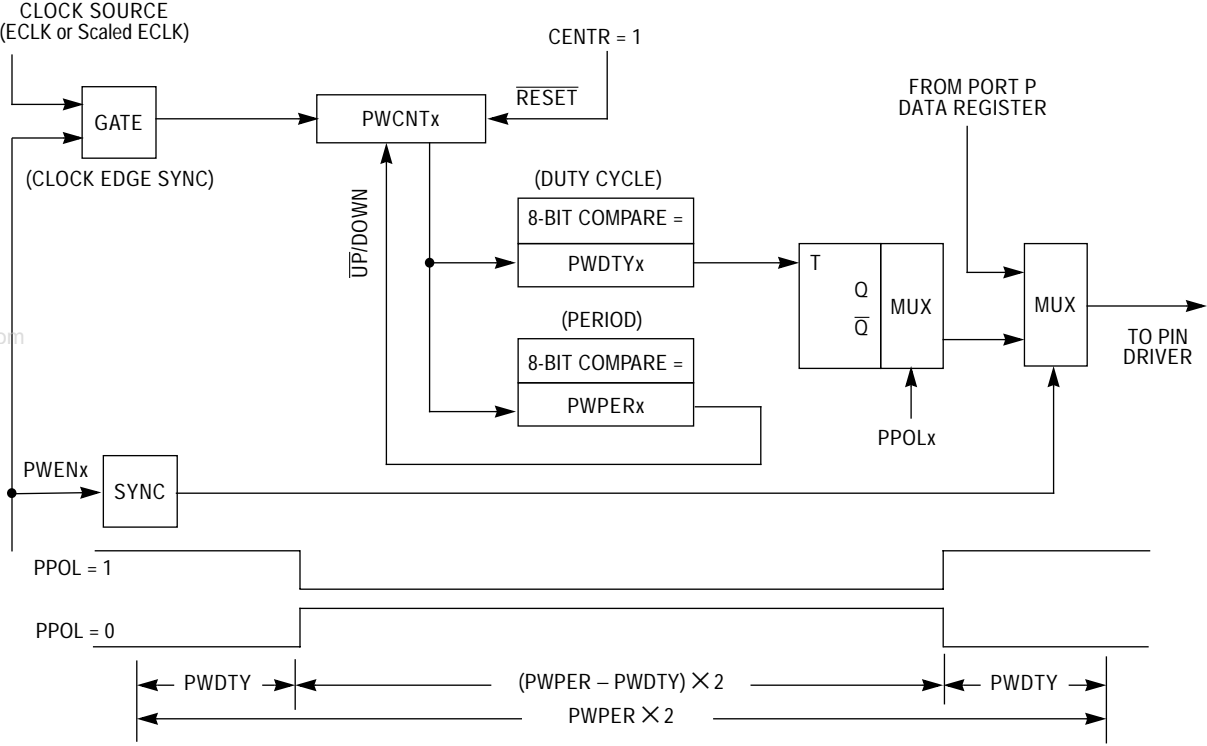 CLOCK SOURCE
(ECLK or Scaled ECLK)
CENTR = 1
FROM PORT P
DATA REGISTER
RESET
GATE
PWCNTx
(CLOCK EDGE SYNC)
UP/DOWN
(DUTY CYCLE)
8-BIT COMPARE =
PWDTYx
T
Q
Q
MUX
MUX
TO PIN
DRIVER
(PERIOD)
8-BIT COMPARE =
PWPERx
PPOLx
om
PWENx
SYNC
PPOL = 1
PPOL = 0
PWDTY
(PWPER – PWDTY) × 2
PWDTY
PWPER × 2